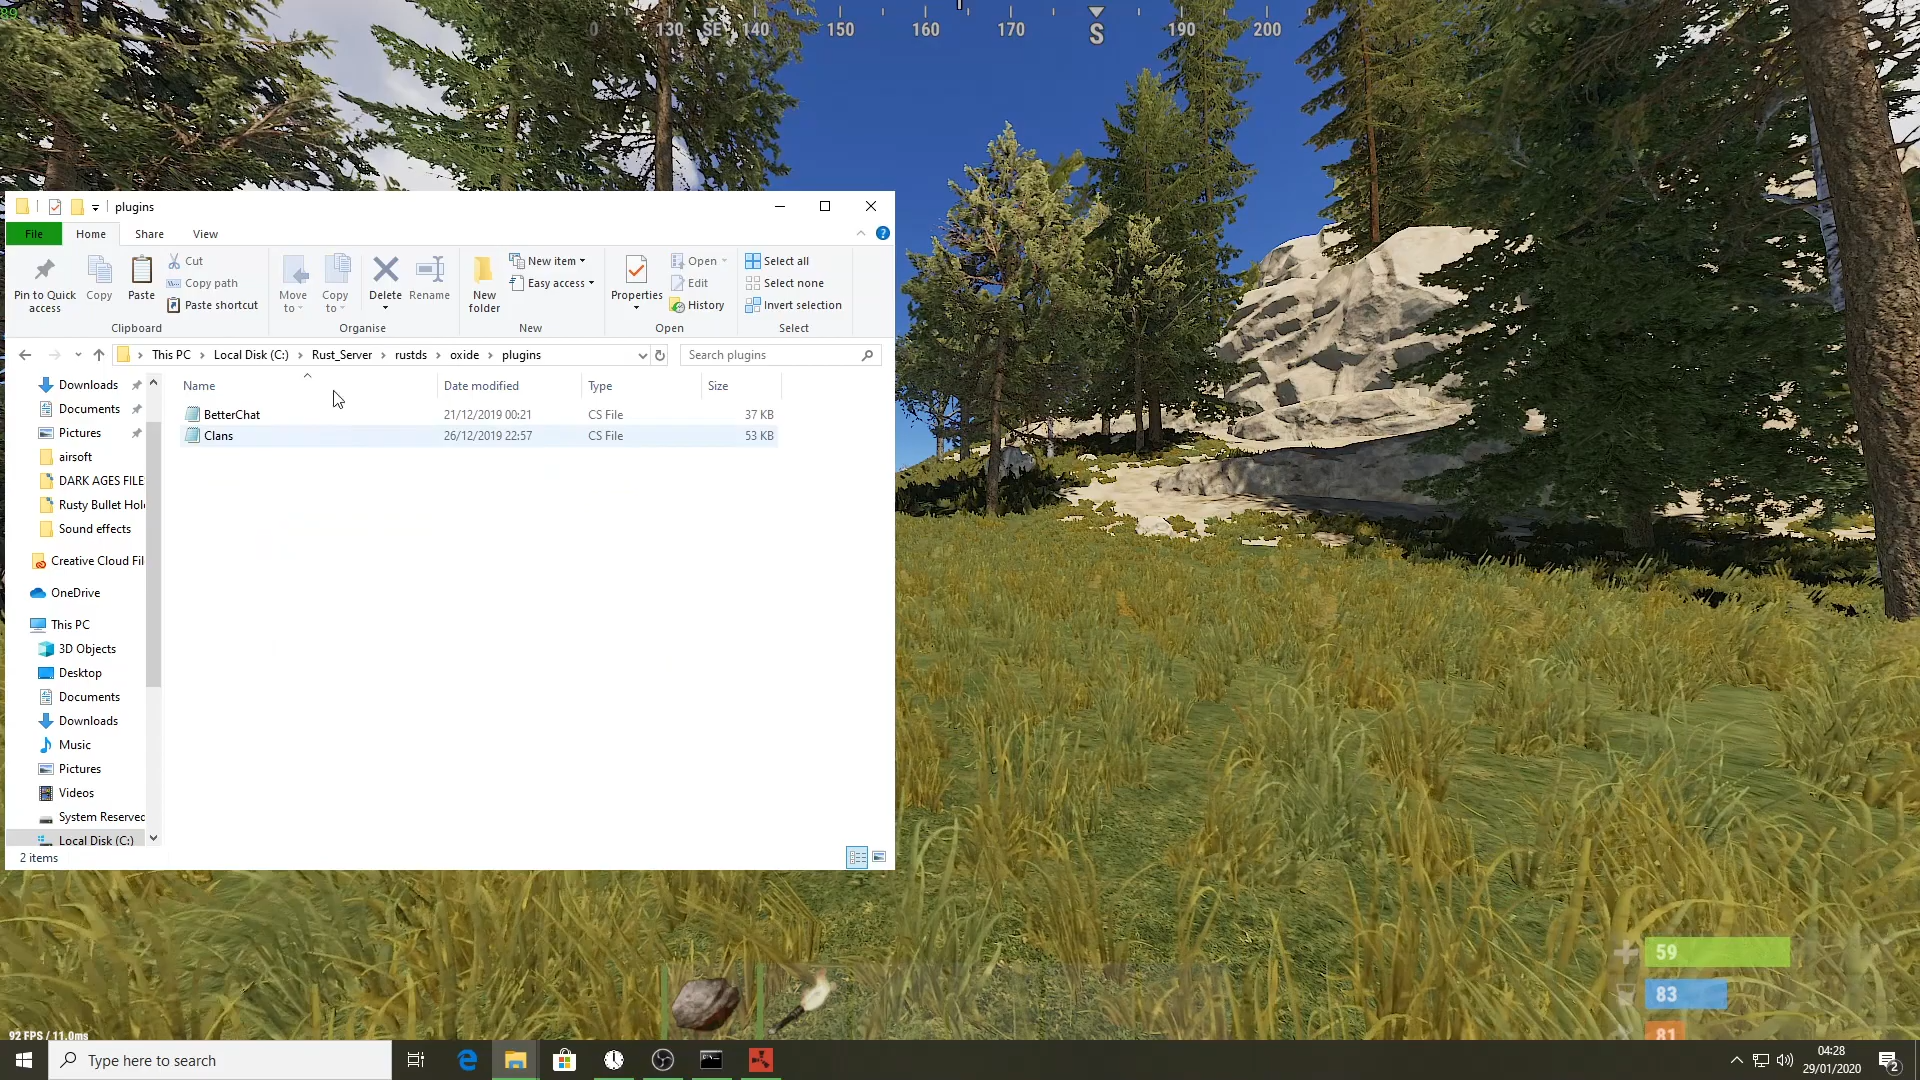 89
0 130 SE 140 150 160 170 S 190 200
plugins
File Home Share View
Pin to Quick access
Copy
Paste
Cut
Copy path
Paste shortcut
Clipboard
Move to
Copy to
Delete
Rename
Organise
New folder
New item
Easy access
New
Properties
Open
Edit
History
Open
Select all
Select none
Invert selection
Select
This PC Local Disk (C:) Rust_Server rustds oxide plugins
Search plugins
Name Date modified Type Size
BetterChat 21/12/2019 00:21 CS File 37 KB
Clans 26/12/2019 22:57 CS File 53 KB
Downloads
Documents
Pictures
airsoft
DARK AGES FILE
Rusty Bullet Hol
Sound effects
Creative Cloud Fil
OneDrive
This PC
3D Objects
Desktop
Documents
Downloads
Music
Pictures
Videos
System Reserved
Local Disk (C:)
2 items
59
83
81
92 FPS / 11.0ms
Type here to search
04:28
29/01/2020
2